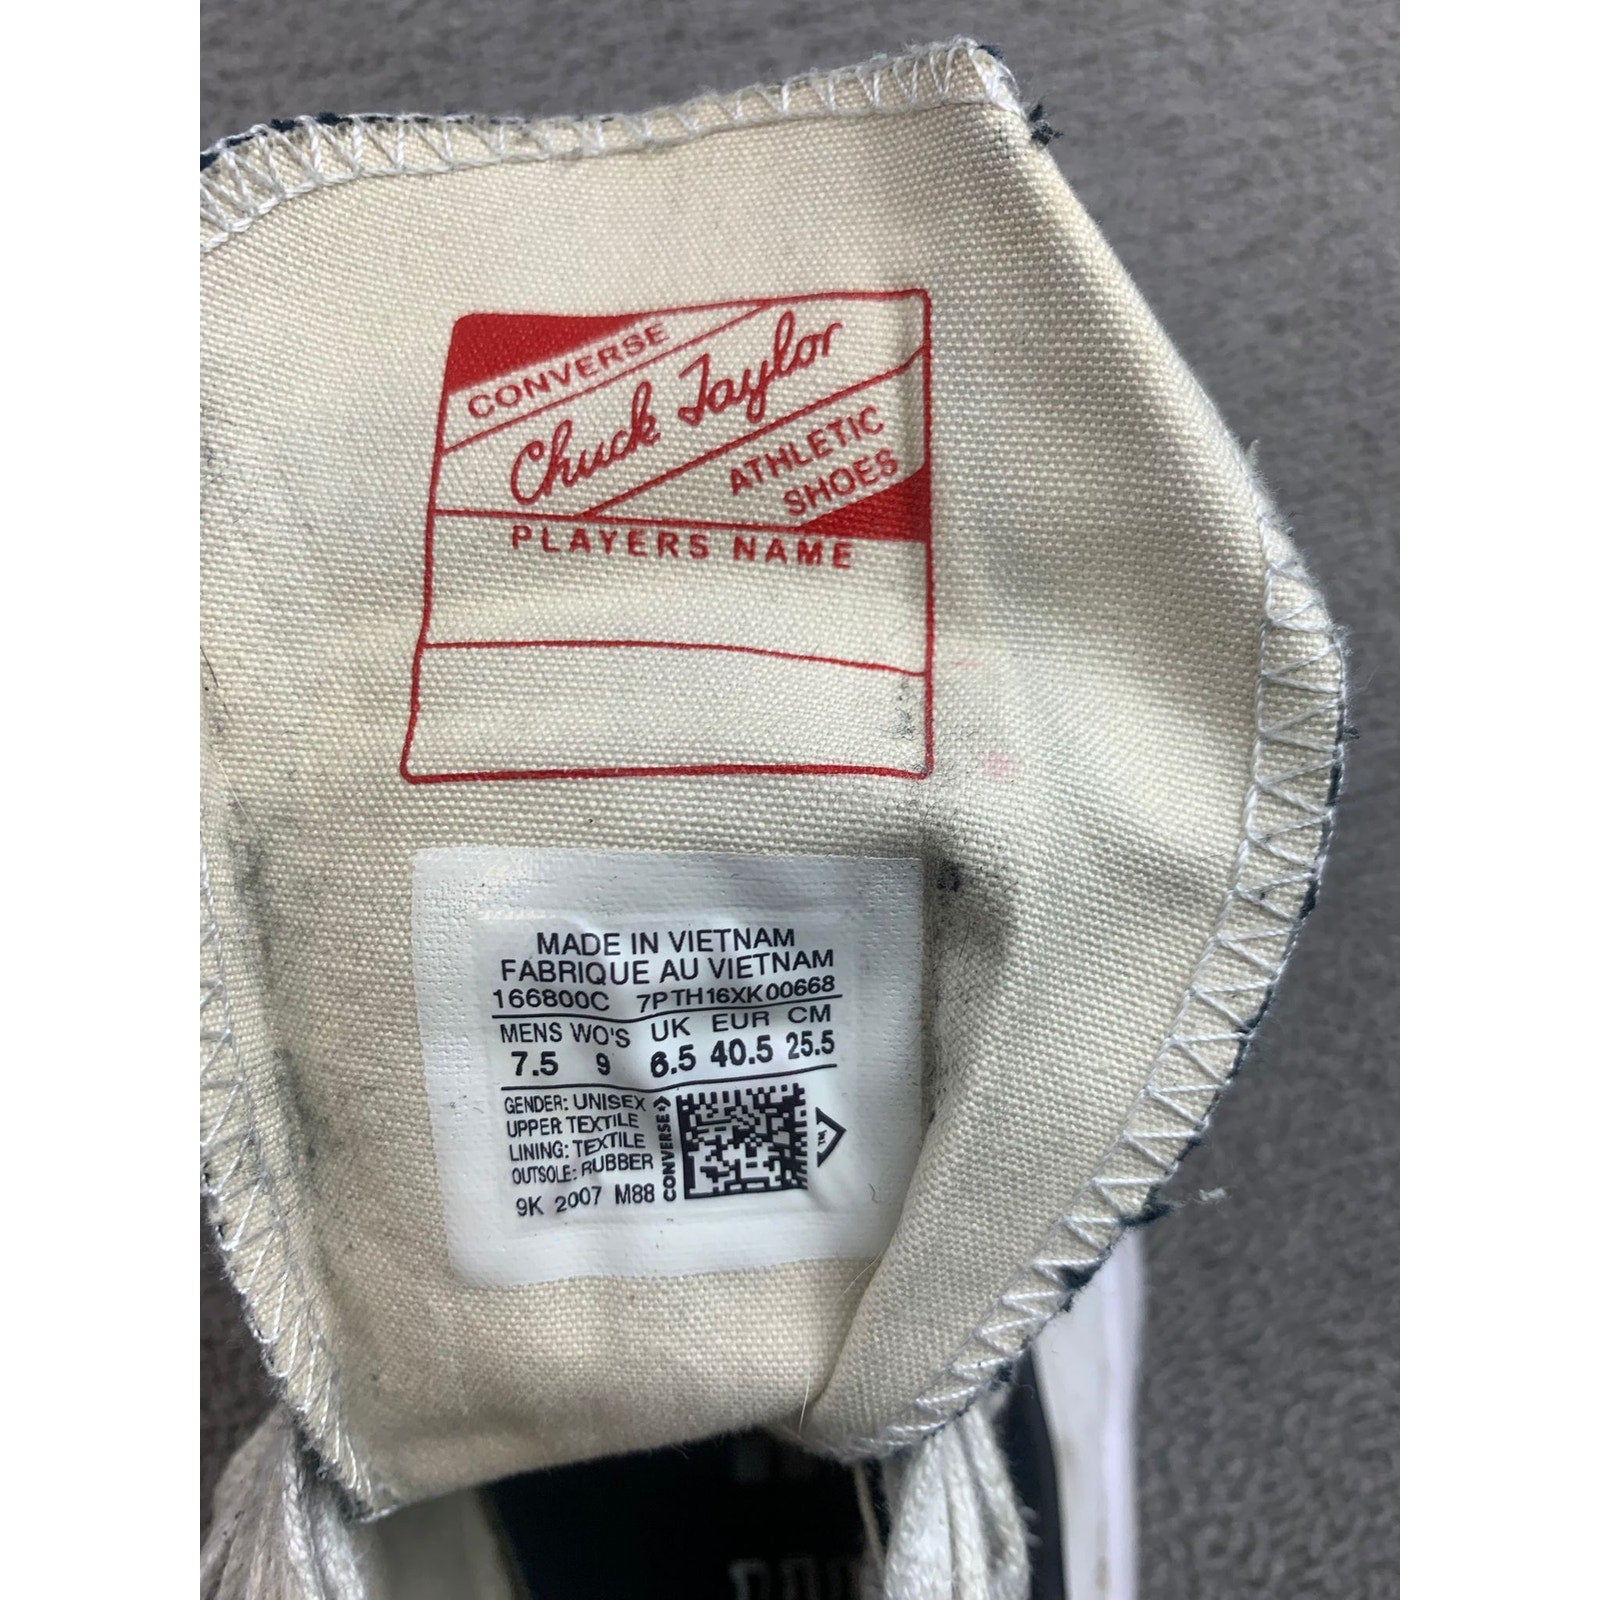 CONVERSE
Chuck Taylor
ATHLETIC
SHOES
PLAYERS NAME
MADE IN VIETNAM
FABRIQUE AU VIETNAM
166800C 7PTH16XK00668
MENS WO'S UK EUR CM
7.5 9 6.5 40.5 25.5
GENDER: UNISEX
UPPER TEXTILE
LINING: TEXTILE
OUTSOLE: RUBBER
9K 2007 M88
CONVERSE
TM